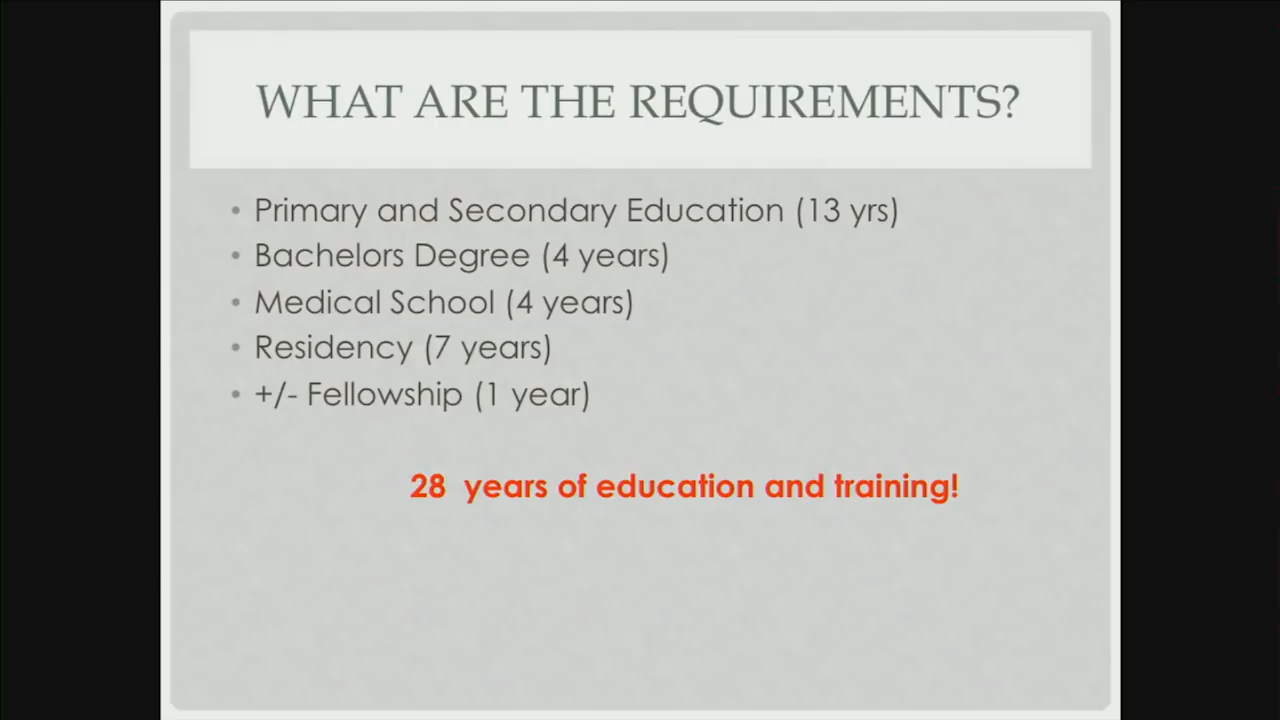 WHAT ARE THE REQUIREMENTS?
• Primary and Secondary Education (13 yrs)
• Bachelors Degree (4 years)
• Medical School (4 years)
• Residency (7 years)
• +/- Fellowship (1 year)
28 years of education and training!